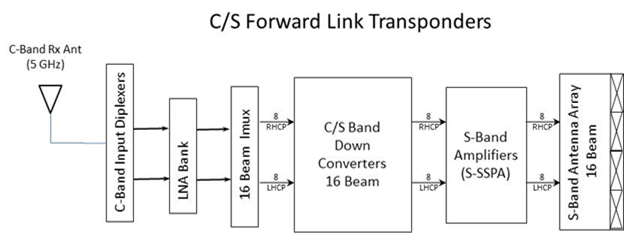 C/S Forward Link Transponders
C-Band Rx Ant
(5 GHz)
C-Band Input Diplexers
LNA Bank
16 Beam Imux
8
RHCP
8
LHCP
C/S Band
Down
Converters
16 Beam
8
RHCP
8
LHCP
S-Band
Amplifiers
(S-SSPA)
8
RHCP
8
LHCP
S-Band Antenna Array
16 Beam